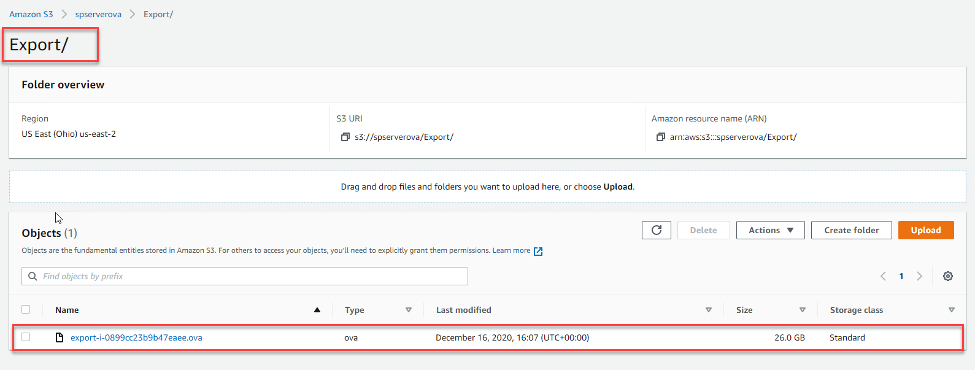 Amazon S3 > spserverova > Export/
Export/
Folder overview
Region S3 URI Amazon resource name (ARN)
US East (Ohio) us-east-2 s3://spserverova/Export/ arn:aws:s3:::spserverova/Export/
Drag and drop files and folders you want to upload here, or choose Upload.
Objects (1) Delete Actions Create folder Upload
Objects are the fundamental entities stored in Amazon S3. For others to access your objects, you'll need to explicitly grant them permissions. Learn more
Find objects by prefix 1
Name Type Last modified Size Storage class
export-i-0899cc23b9b47eaee.ova ova December 16, 2020, 16:07 (UTC+00:00) 26.0 GB Standard